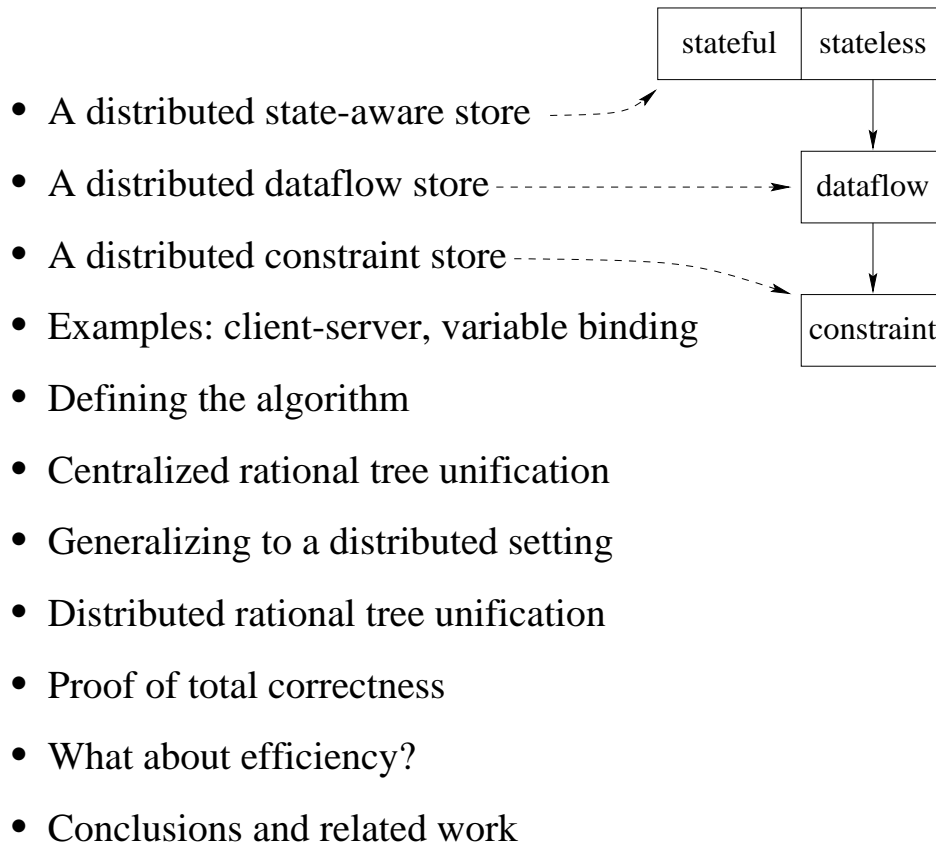 stateful stateless
• A distributed state-aware store
• A distributed dataflow store
dataflow
• A distributed constraint store
• Examples: client-server, variable binding
constraint
• Defining the algorithm
• Centralized rational tree unification
• Generalizing to a distributed setting
• Distributed rational tree unification
• Proof of total correctness
• What about efficiency?
• Conclusions and related work